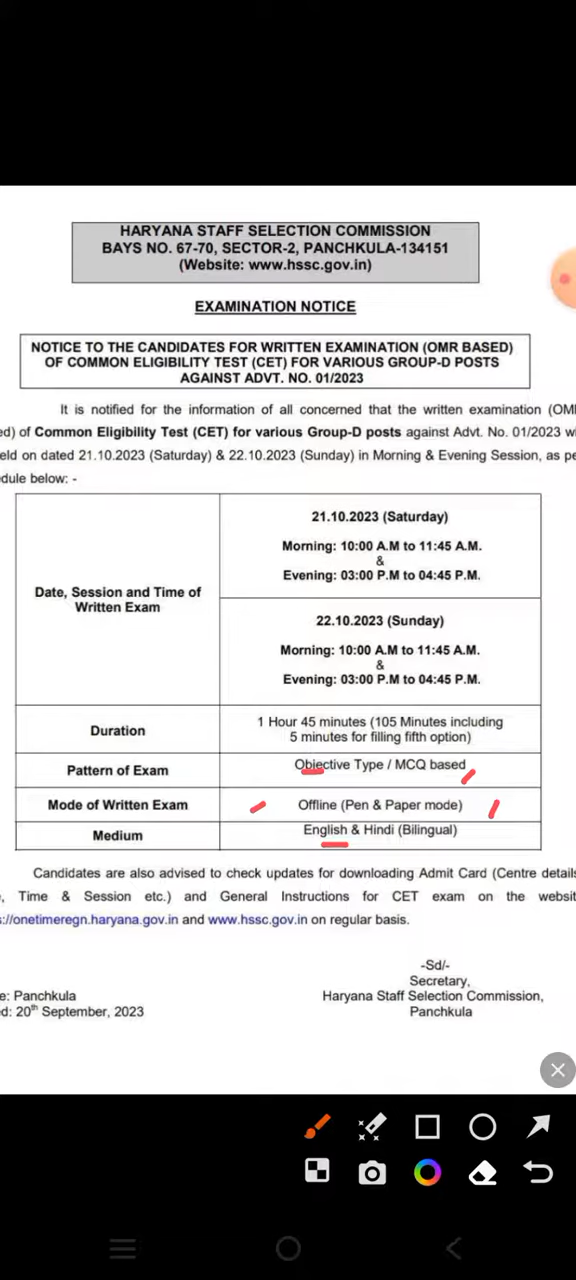 HARYANA STAFF SELECTION COMMISSION
BAYS NO. 67-70, SECTOR-2, PANCHKULA-134151
(Website: www.hssc.gov.in)
EXAMINATION NOTICE
NOTICE TO THE CANDIDATES FOR WRITTEN EXAMINATION (OMR BASED)
OF COMMON ELIGIBILITY TEST (CET) FOR VARIOUS GROUP-D POSTS
AGAINST ADVT. NO. 01/2023
It is notified for the information of all concerned that the written examination (OM
ed) of Common Eligibility Test (CET) for various Group-D posts against Advt. No. 01/2023 w
eld on dated 21.10.2023 (Saturday) & 22.10.2023 (Sunday) in Morning & Evening Session, as pe
dule below: -
Date, Session and Time of
Written Exam
21.10.2023 (Saturday)
Morning: 10:00 A.M to 11:45 A.M.
&
Evening: 03:00 P.M to 04:45 P.M.
22.10.2023 (Sunday)
Morning: 10:00 A.M to 11:45 A.M.
&
Evening: 03:00 P.M to 04:45 P.M.
Duration
1 Hour 45 minutes (105 Minutes including
5 minutes for filling fifth option)
Pattern of Exam
Objective Type / MCQ based
Mode of Written Exam
Offline (Pen & Paper mode)
Medium
English & Hindi (Bilingual)
Candidates are also advised to check updates for downloading Admit Card (Centre details
, Time & Session etc.) and General Instructions for CET exam on the websit
s://onetimeregn.haryana.gov.in and www.hssc.gov.in on regular basis.
-Sd/-
Secretary,
Haryana Staff Selection Commission,
Panchkula
e: Panchkula
d: 20th September, 2023